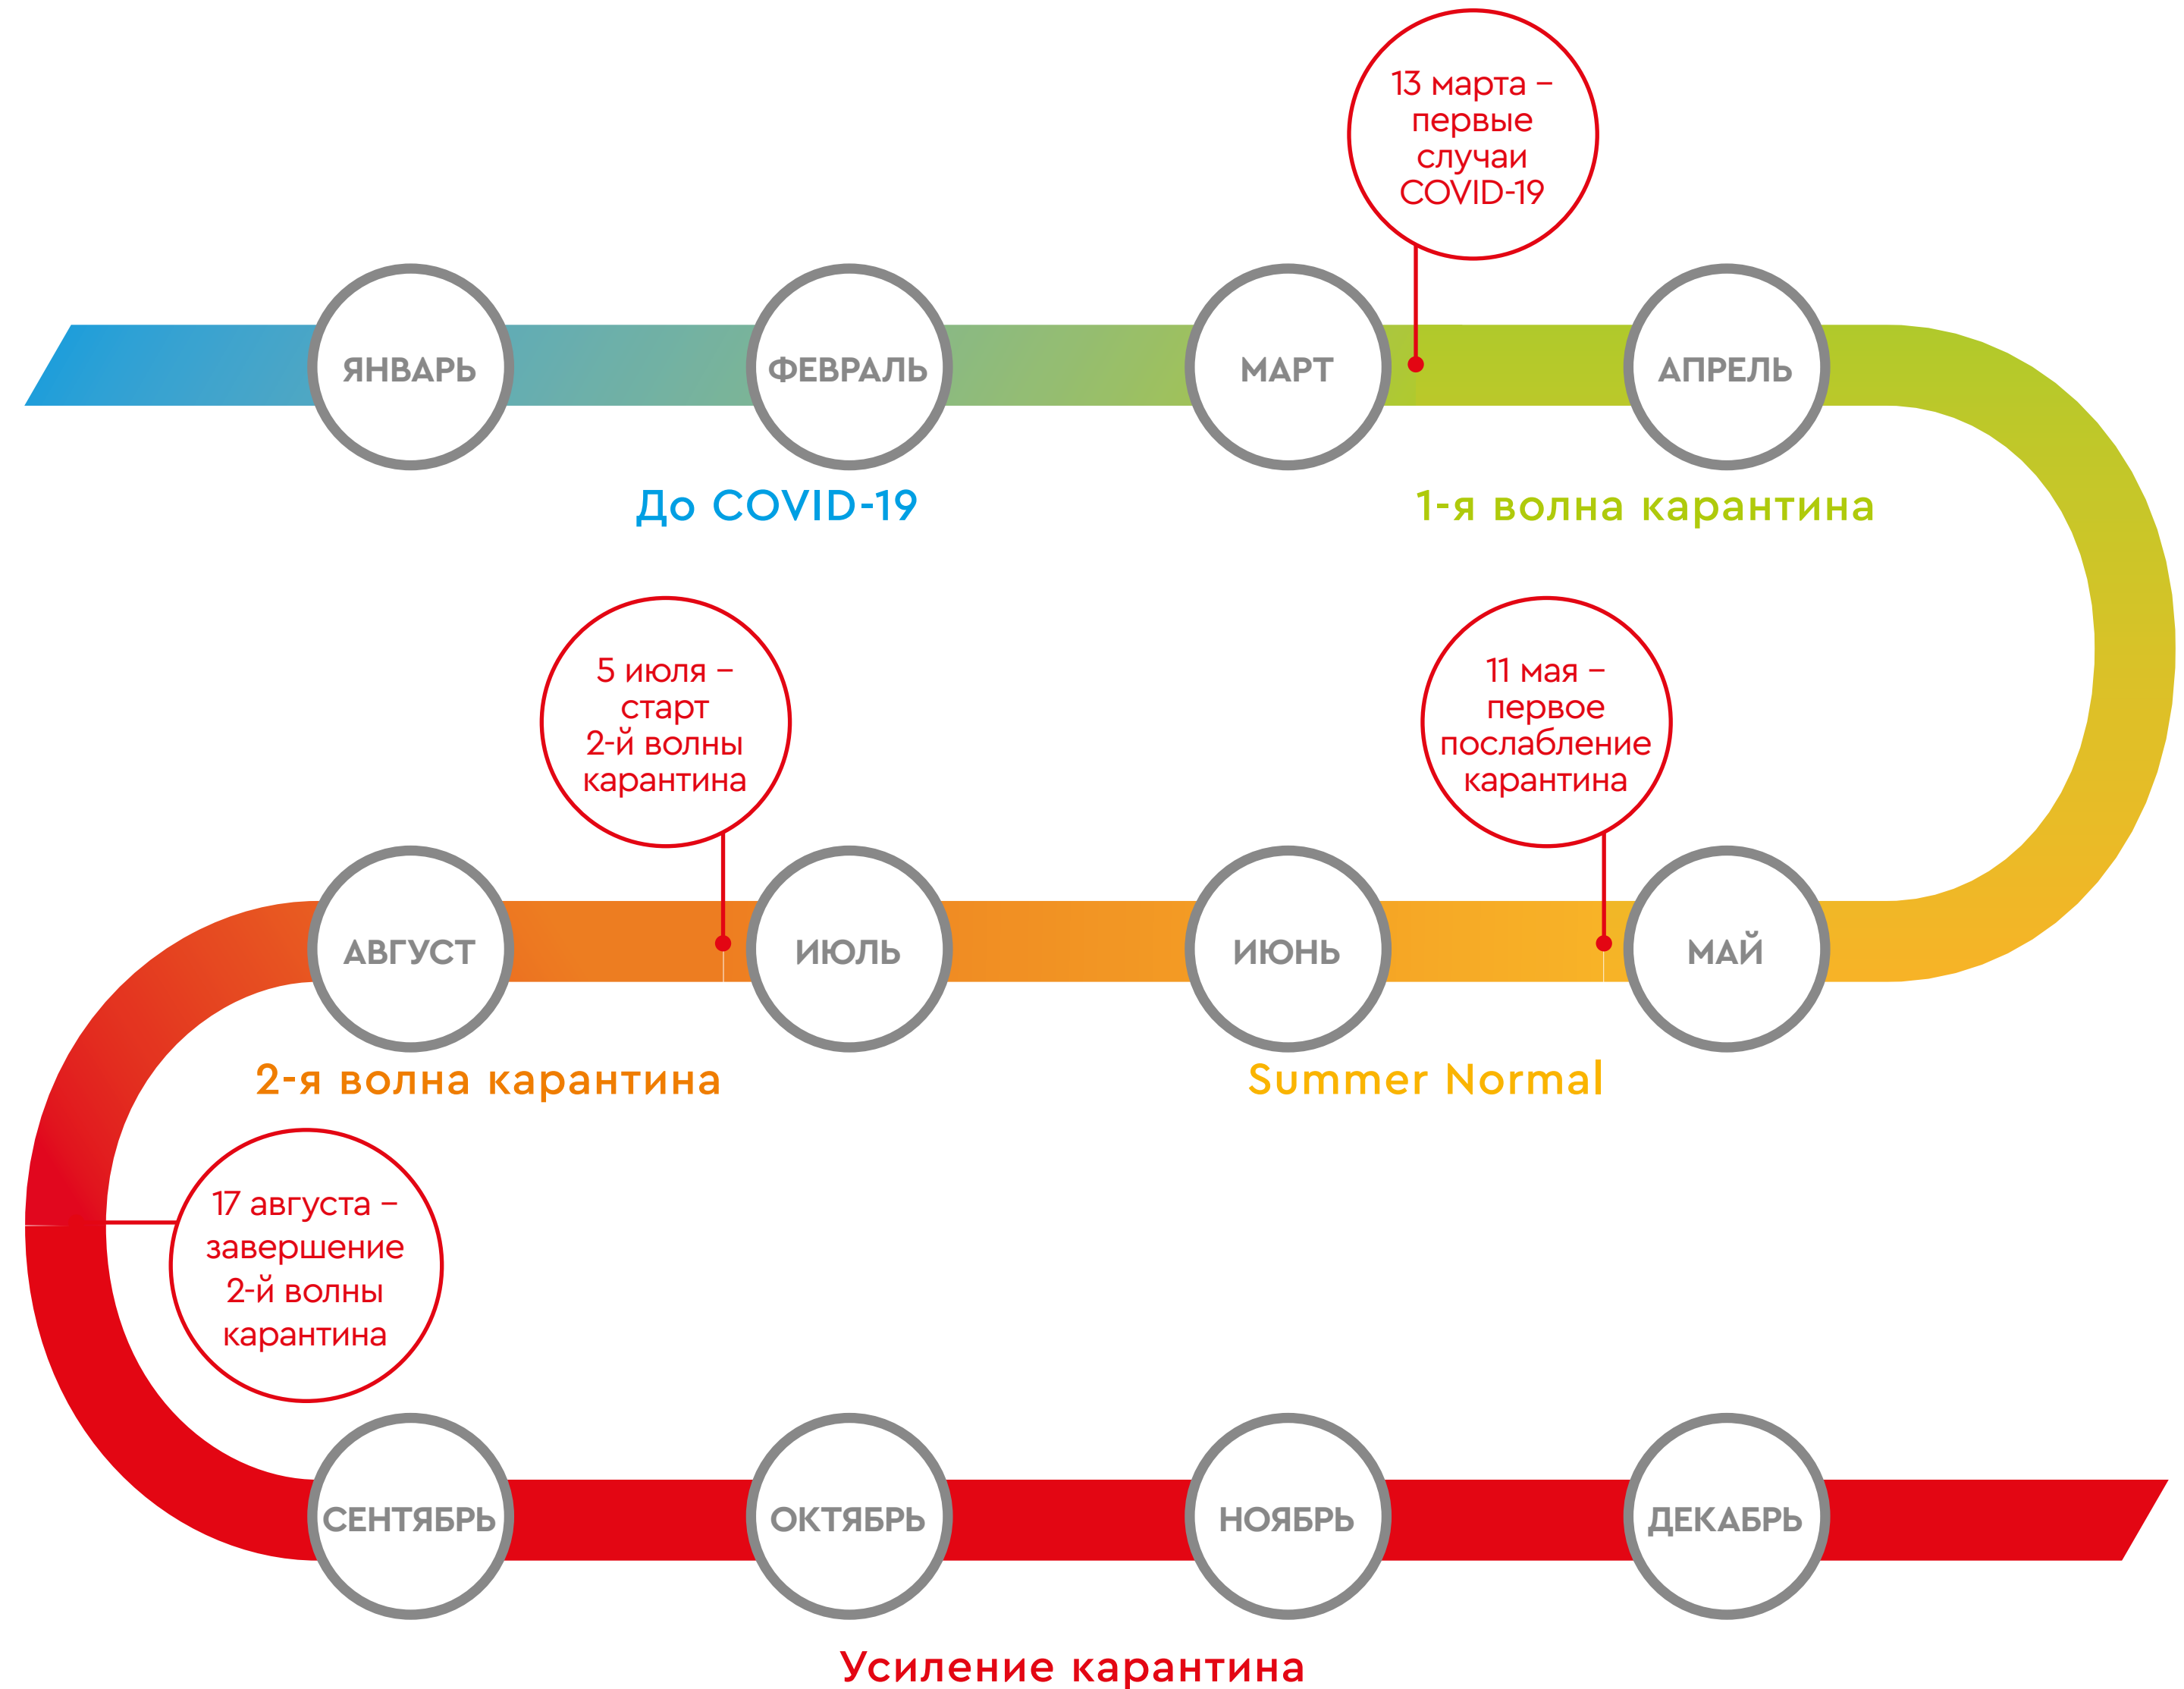 13 марта –
первые
случаи
COVID-19
ЯНВАРЬ
ФЕВРАЛЬ
МАРТ
АПРЕЛЬ
До COVID-19
1-я волна карантина
5 июля –
старт
2-й волны
карантина
11 мая –
первое
послабление
карантина
АВГУСТ
ИЮЛЬ
ИЮНЬ
МАЙ
2-я волна карантина
Summer Normal
17 августа –
завершение
2-й волны
карантина
СЕНТЯБРЬ
ОКТЯБРЬ
НОЯБРЬ
ДЕКАБРЬ
Усиление карантина